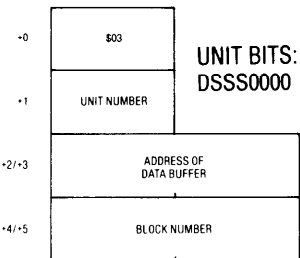 +0
$03
UNIT BITS:
DSSS0000
+1
UNIT NUMBER
+2/+3
ADDRESS OF
DATA BUFFER
+4/+5
BLOCK NUMBER